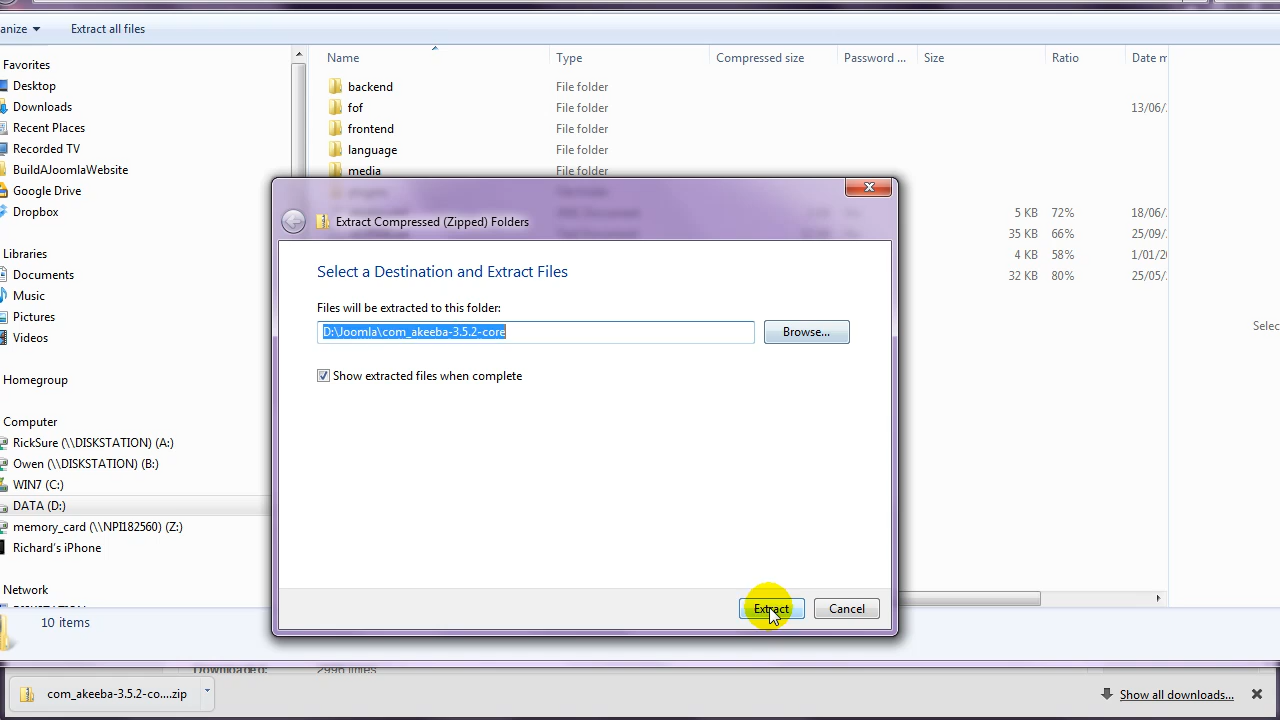 anize
Extract all files
Name
Type
Compressed size
Password ...
Size
Ratio
Date m
Favorites
Desktop
Downloads
Recent Places
Recorded TV
BuildAJoomlaWebsite
Google Drive
Dropbox
Libraries
Documents
Music
Pictures
Videos
Homegroup
Computer
RickSure (\\DISKSTATION) (A:)
Owen (\\DISKSTATION) (B:)
WIN7 (C:)
DATA (D:)
memory_card (\\NPI182560) (Z:)
Richard's iPhone
Network
backend File folder
fof File folder 13/06/
frontend File folder
language File folder
media File folder
5 KB 72% 18/06/
35 KB 66% 25/09/
4 KB 58% 1/01/20
32 KB 80% 25/05/
Selec
Extract Compressed (Zipped) Folders
Select a Destination and Extract Files
Files will be extracted to this folder:
D:\Joomla\com_akeeba-3.5.2-core
Browse...
Show extracted files when complete
Extract
Cancel
10 items
Downloaded: 2996 times
com_akeeba-3.5.2-co....zip
Show all downloads...